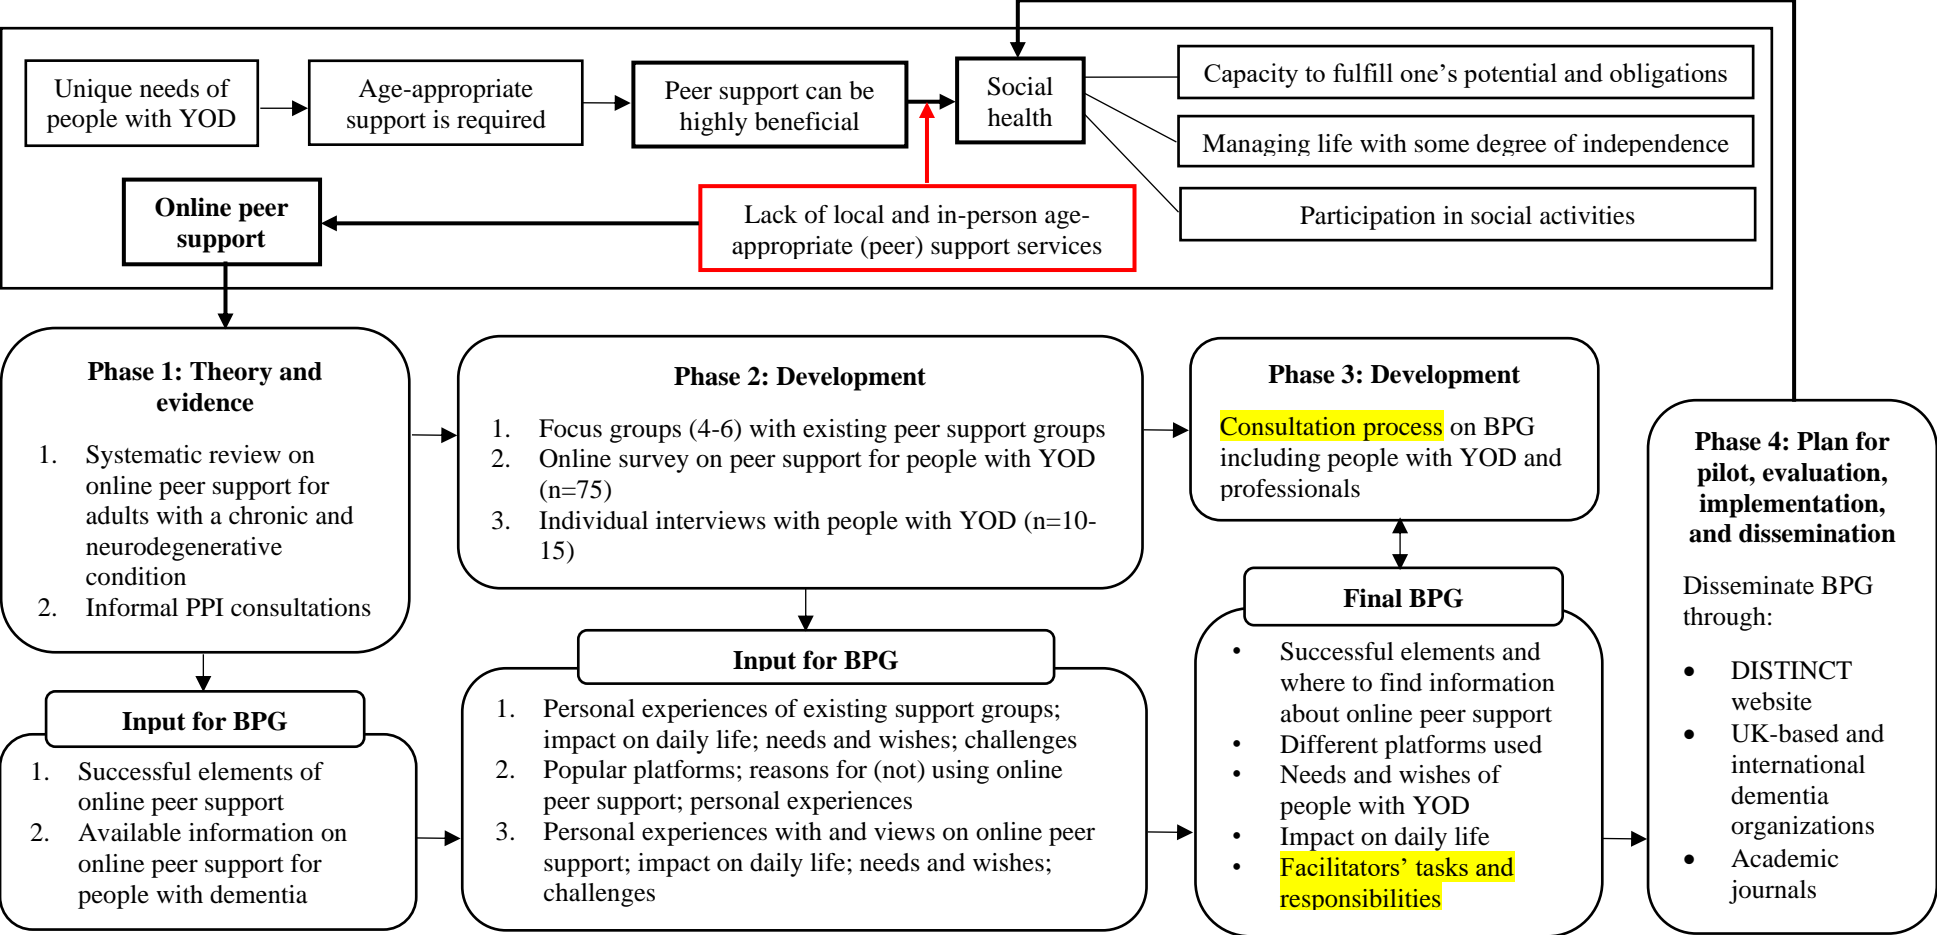 Unique needs of
people with YOD
Age-appropriate
support is required
Peer support can be
highly beneficial
Social
health
Capacity to fulfill one’s potential and obligations
Managing life with some degree of independence
Participation in social activities
Online peer
support
Lack of local and in-person age-
appropriate (peer) support services
Phase 1: Theory and
evidence
1. Systematic review on
online peer support for
adults with a chronic and
neurodegenerative
condition
2. Informal PPI consultations
Input for BPG
1. Successful elements of
online peer support
2. Available information on
online peer support for
people with dementia
Phase 2: Development
1. Focus groups (4-6) with existing peer support groups
2. Online survey on peer support for people with YOD
(n=75)
3. Individual interviews with people with YOD (n=10-
15)
Input for BPG
1. Personal experiences of existing support groups;
impact on daily life; needs and wishes; challenges
2. Popular platforms; reasons for (not) using online
peer support; personal experiences
3. Personal experiences with and views on online peer
support; impact on daily life; needs and wishes;
challenges
Phase 3: Development
Consultation process on BPG
including people with YOD and
professionals
Final BPG
• Successful elements and
where to find information
about online peer support
• Different platforms used
• Needs and wishes of
people with YOD
• Impact on daily life
• Facilitators’ tasks and
responsibilities
Phase 4: Plan for
pilot, evaluation,
implementation,
and dissemination
Disseminate BPG
through:
• DISTINCT
website
• UK-based and
international
dementia
organizations
• Academic
journals